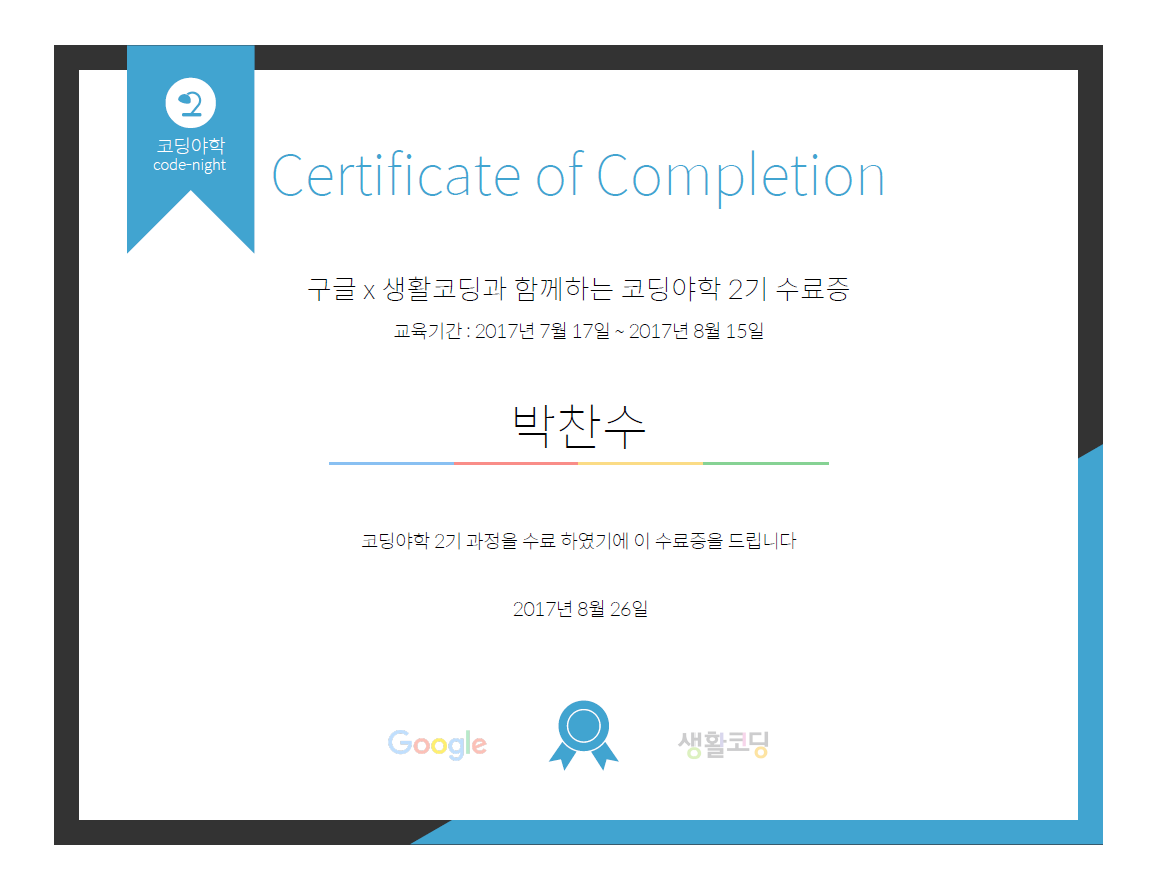 2
코딩야학
code-night
Certificate of Completion
구글 x 생활코딩과 함께하는 코딩야학 2기 수료증
교육기간 : 2017년 7월 17일 ~ 2017년 8월 15일
박찬수
코딩야학 2기 과정을 수료 하였기에 이 수료증을 드립니다
2017년 8월 26일
Google
생활코딩